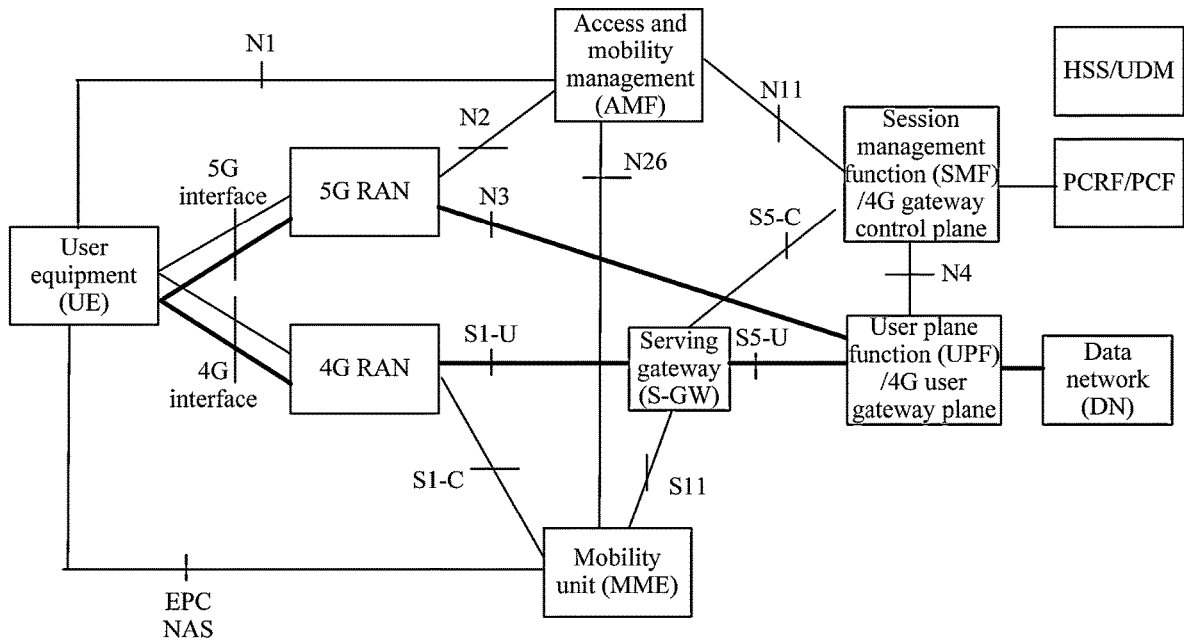 Access and
mobility
management
(AMF)
HSS/UDM
N1
N11
N2
Session
management
function (SMF)
/4G gateway
control plane
N26
5G
interface
5G RAN
N3
PCRF/PCF
S5-C
User
equipment
(UE)
N4
4G
interface
4G RAN
S1-U
Serving
gateway
(S-GW)
S5-U
User plane
function (UPF)
/4G user
gateway plane
Data
network
(DN)
S1-C
S11
Mobility
unit (MME)
EPC
NAS